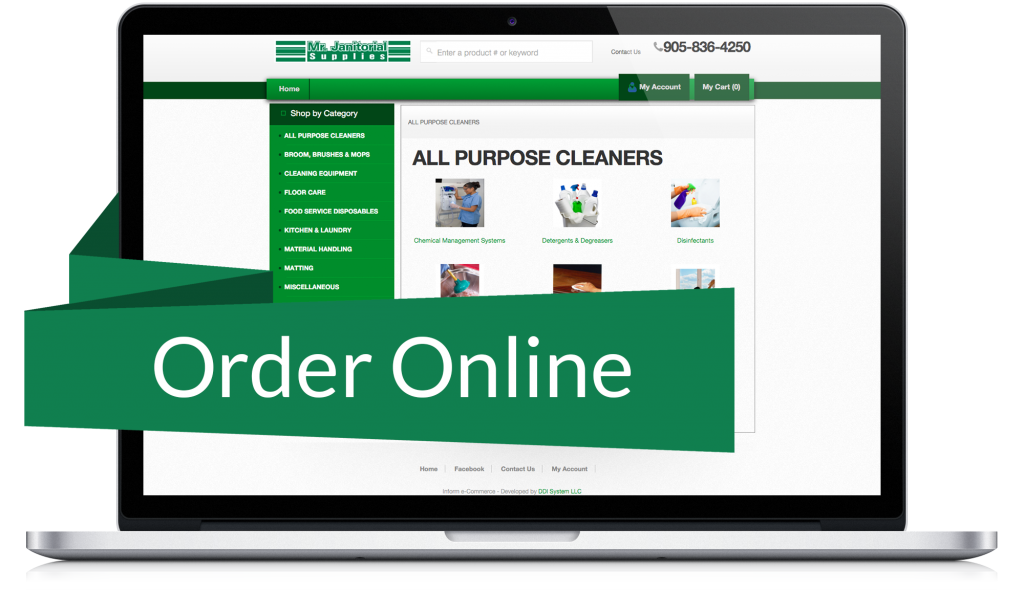 Mr. Janitorial
Supplies
Enter a product # or keyword
Contact Us
905-836-4250
Home
My Account
My Cart (0)
Shop by Category
ALL PURPOSE CLEANERS
BROOM, BRUSHES & MOPS
CLEANING EQUIPMENT
FLOOR CARE
FOOD SERVICE DISPOSABLES
KITCHEN & LAUNDRY
MATERIAL HANDLING
MATTING
MISCELLANEOUS
ALL PURPOSE CLEANERS
ALL PURPOSE CLEANERS
Chemical Management Systems
Detergents & Degreasers
Disinfectants
Order Online
Home
Facebook
Contact Us
My Account
Inform e-Commerce - Developed by DDI System LLC